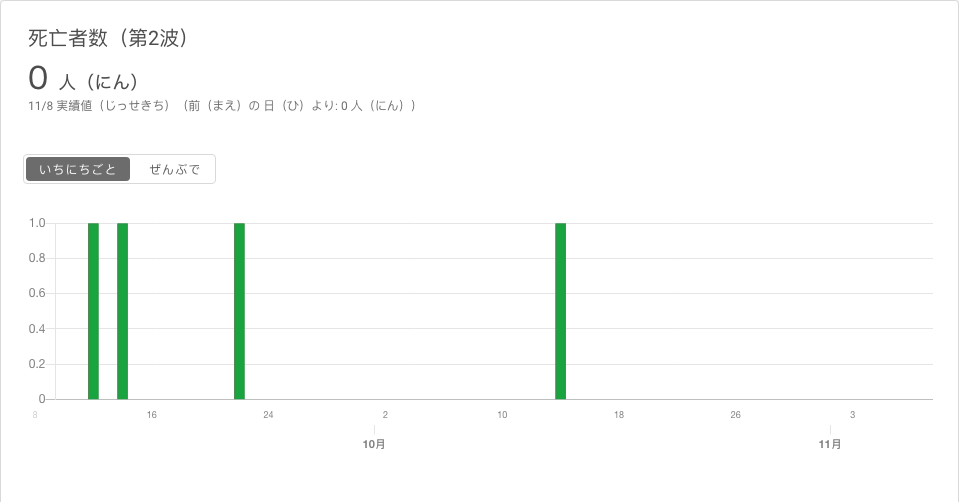 死亡者数（第2波）
0 人（にん）
11/8 実績値（じっせきち）（前（まえ）の 日（ひ）より: 0 人（にん））
いちにちごと ぜんぶで
1.0
0.8
0.6
0.4
0.2
0
8 16 24 2 10 18 26 3
10月 11月